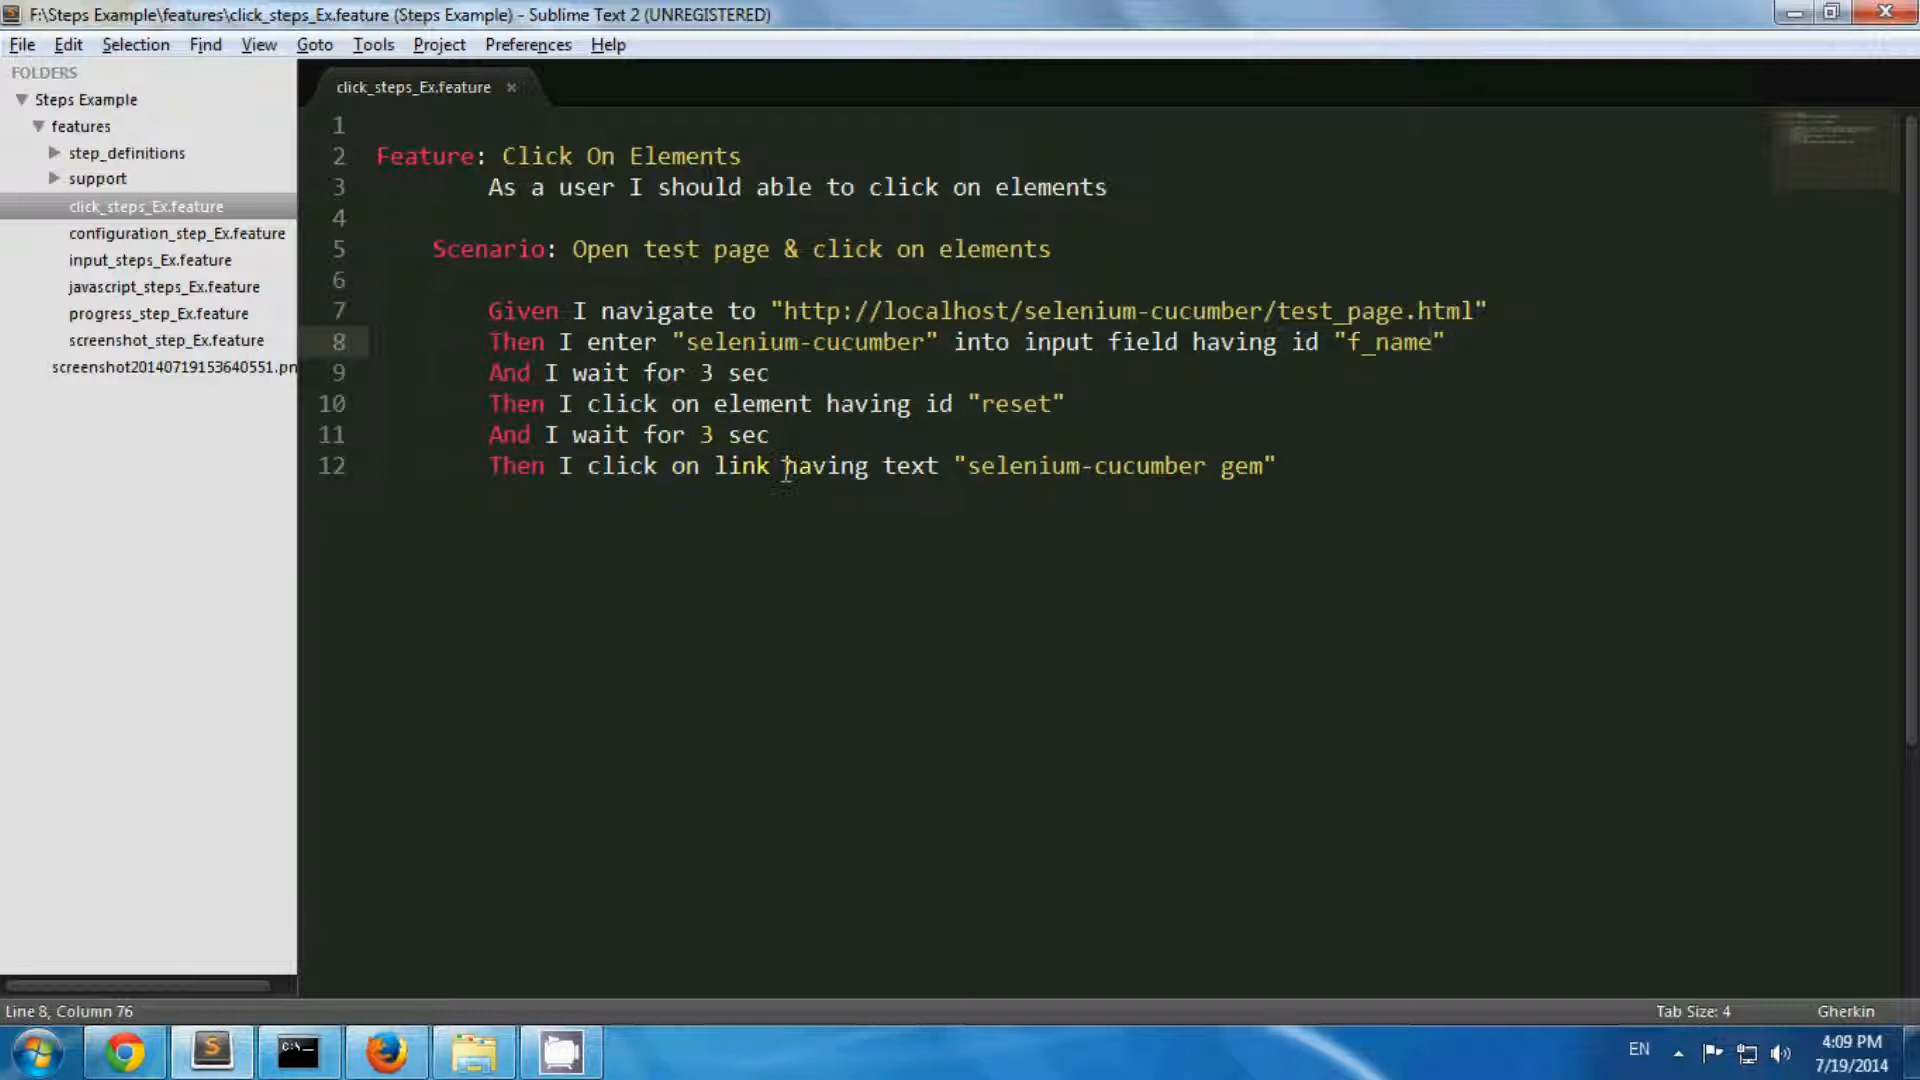 F:\Steps Example\features\click_steps_Ex.feature (Steps Example) - Sublime Text 2 (UNREGISTERED)
File Edit Selection Find View Goto Tools Project Preferences Help
FOLDERS
Steps Example
features
step_definitions
support
click_steps_Ex.feature
configuration_step_Ex.feature
input_steps_Ex.feature
javascript_steps_Ex.feature
progress_step_Ex.feature
screenshot_step_Ex.feature
screenshot20140719153640551.pn
click_steps_Ex.feature
1
2 Feature: Click On Elements
3 As a user I should able to click on elements
4
5 Scenario: Open test page & click on elements
6
7 Given I navigate to "http://localhost/selenium-cucumber/test_page.html"
8 Then I enter "selenium-cucumber" into input field having id "f_name"
9 And I wait for 3 sec
10 Then I click on element having id "reset"
11 And I wait for 3 sec
12 Then I click on link having text "selenium-cucumber gem"
Line 8, Column 76
Tab Size: 4
Gherkin
C:\
EN
4:09 PM
7/19/2014